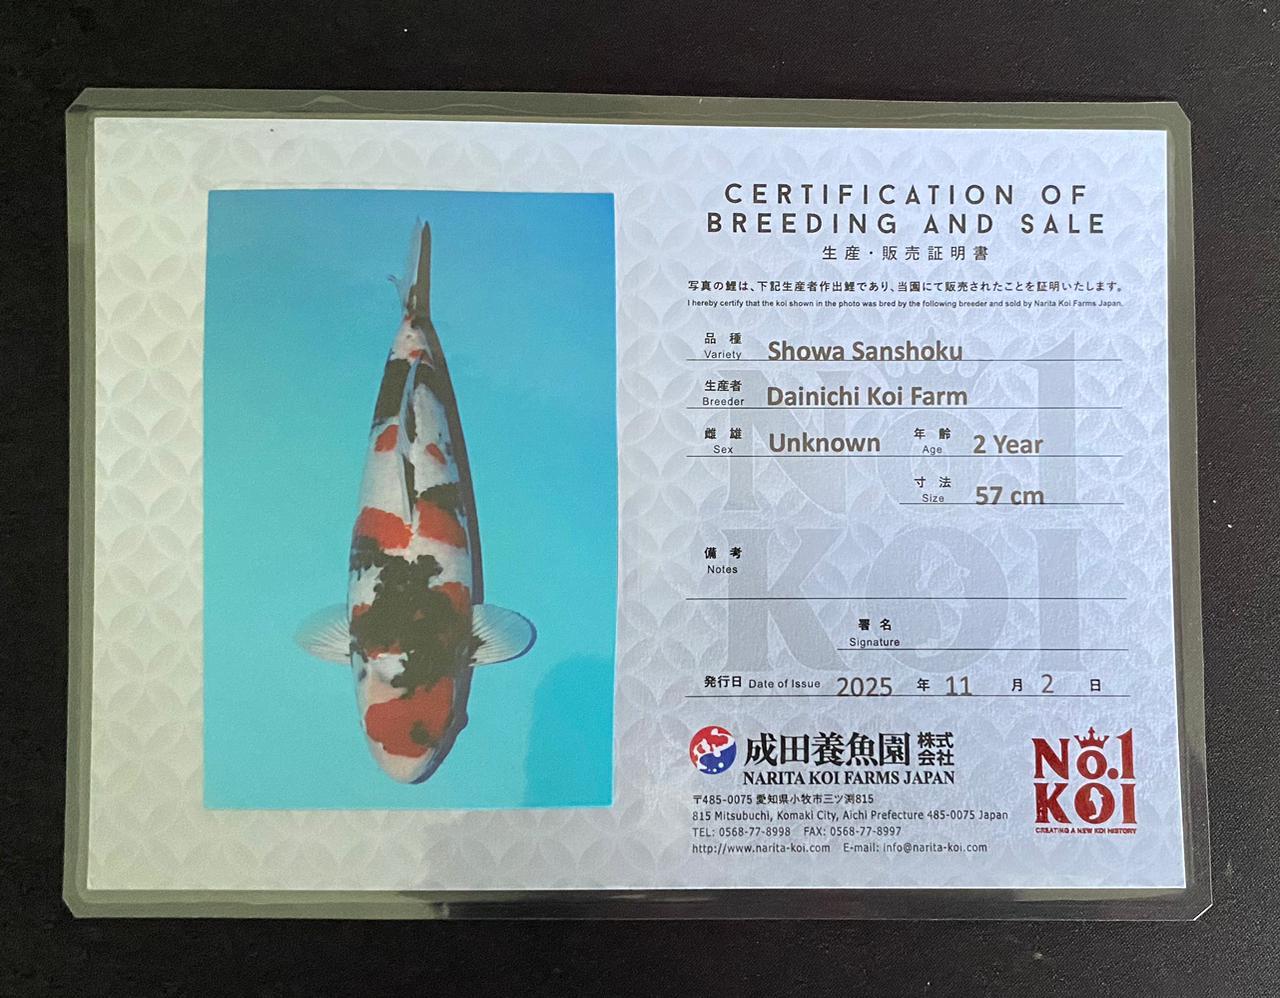 CERTIFICATION OF
BREEDING AND SALE
生産・販売証明書
写真の鯉は、下記生産者作出鯉であり、当園にて販売されたことを証明いたします。
I hereby certify that the koi shown in the photo was bred by the following breeder and sold by Narita Koi Farms Japan.
品種
Variety Showa Sanshoku
生産者
Breeder Dainichi Koi Farm
雌雄 年齢
Sex Unknown Age 2 Year
寸法
Size 57 cm
備考
Notes
署名
Signature
発行日 Date of Issue 2025 年 11 月 2 日
成田養魚園 株式会社
NARITA KOI FARMS JAPAN
〒485-0075 愛知県小牧市三ツ渕815
815 Mitsubuchi, Komaki City, Aichi Prefecture 485-0075 Japan
TEL: 0568-77-8998 FAX: 0568-77-8997
http://www.narita-koi.com E-mail: info@narita-koi.com
No.1
KOI
CREATING A NEW KOI HISTORY
No1
KOI